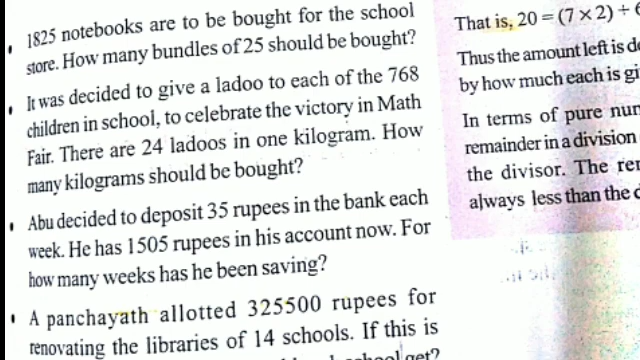 1825 notebooks are to be bought for the school
store. How many bundles of 25 should be bought?
It was decided to give a ladoo to each of the 768
children in school, to celebrate the victory in Math
Fair. There are 24 ladoos in one kilogram. How
many kilograms should be bought?
Abu decided to deposit 35 rupees in the bank each
week. He has 1505 rupees in his account now. For
how many weeks has he been saving?
A panchayath allotted 325500 rupees for
renovating the libraries of 14 schools. If this is
get?
That is, 20 = (7 × 2) +
Thus the amount left is
by how much each is
In terms of pure
remainder in a division
the divisor. The
always less than the